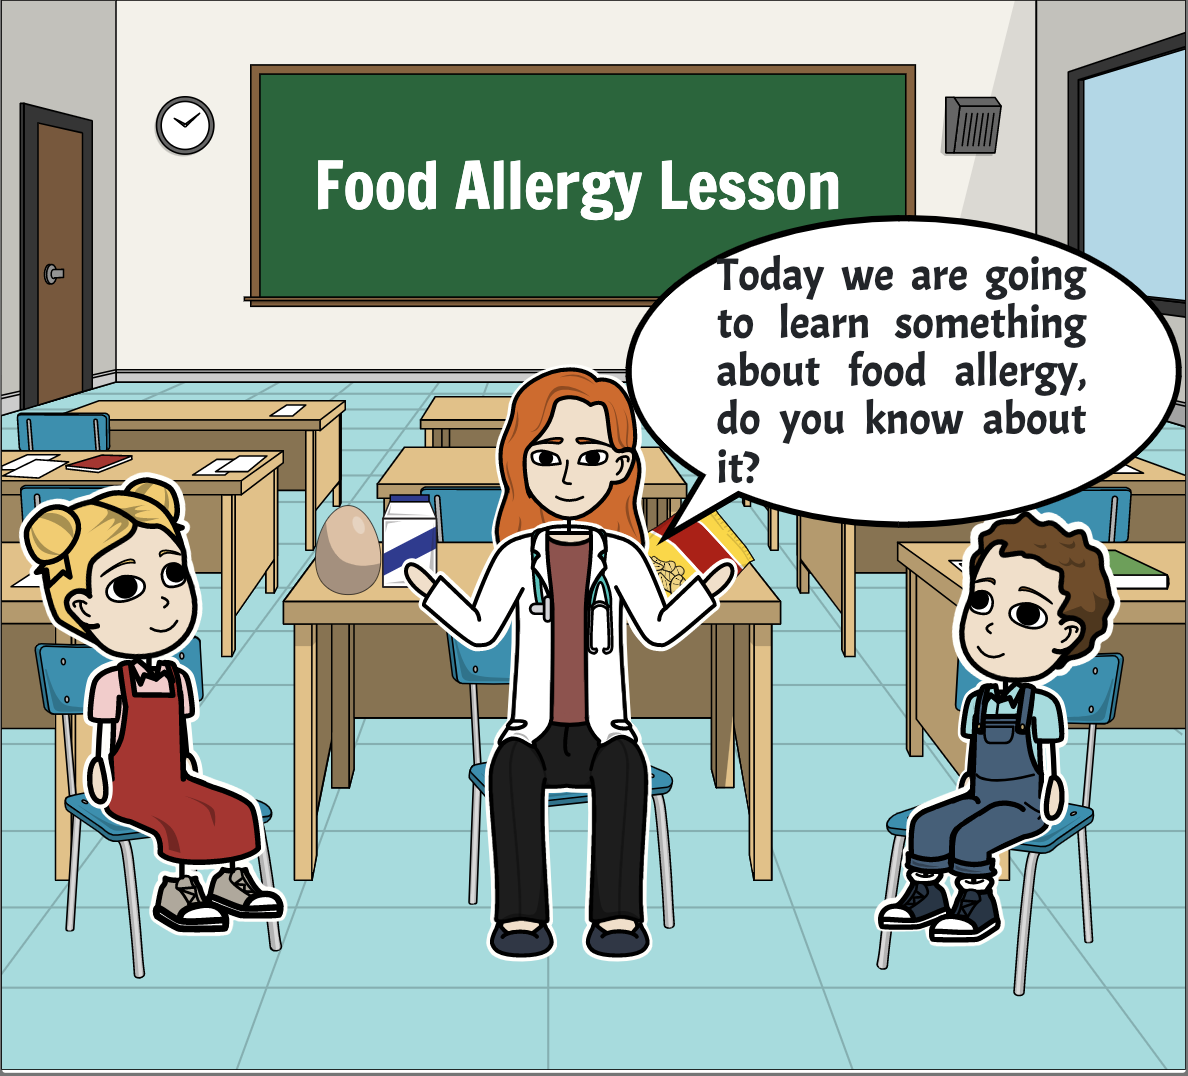 Food Allergy Lesson
Today we are going
to learn something
about food allergy,
do you know about
it?